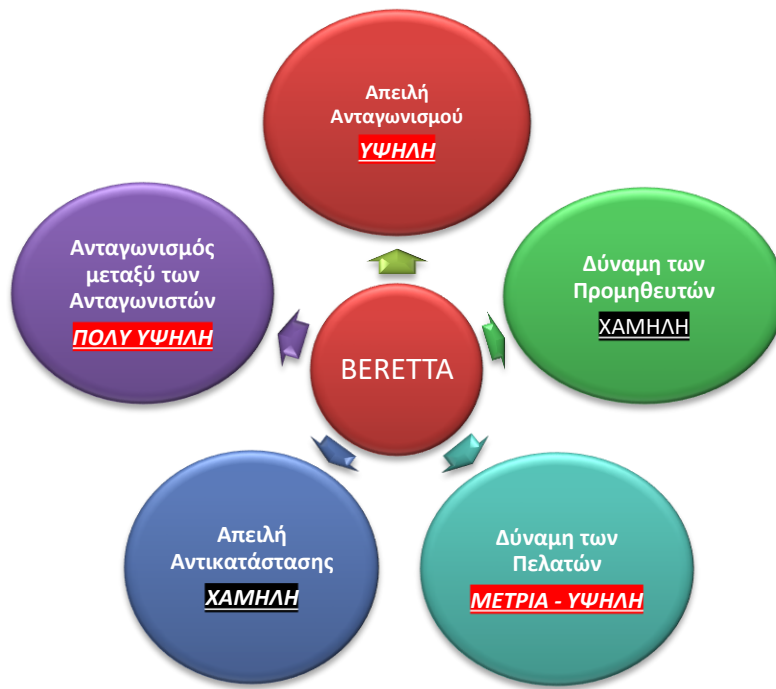 Απειλή
Ανταγωνισμού
ΥΨΗΛΗ
Ανταγωνισμός
μεταξύ των
Ανταγωνιστών
ΠΟΛΥ ΥΨΗΛΗ
Δύναμη των
Προμηθευτών
ΧΑΜΗΛΗ
BERETTA
Απειλή
Αντικατάστασης
ΧΑΜΗΛΗ
Δύναμη των
Πελατών
ΜΕΤΡΙΑ - ΥΨΗΛΗ